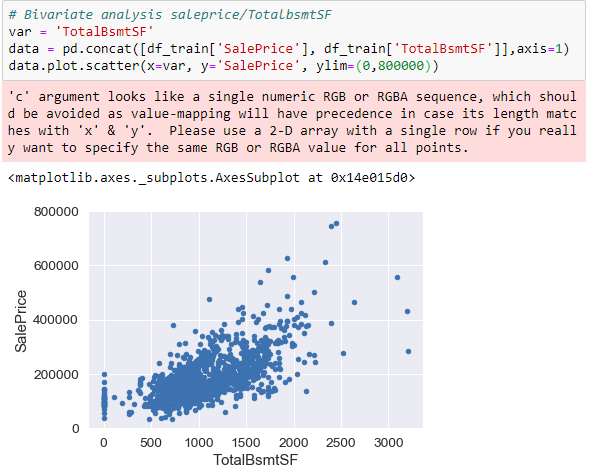 # Bivariate analysis saleprice/TotalbsmtSF
var = 'TotalBsmtSF'
data = pd.concat([df_train['SalePrice'], df_train['TotalBsmtSF']],axis=1)
data.plot.scatter(x=var, y='SalePrice', ylim=(0,800000))
'c' argument looks like a single numeric RGB or RGBA sequence, which shoul
d be avoided as value-mapping will have precedence in case its length matc
hes with 'x' & 'y'.  Please use a 2-D array with a single row if you reall
y want to specify the same RGB or RGBA value for all points.
<matplotlib.axes._subplots.AxesSubplot at 0x14e015d0>
800000
600000
400000
200000
0
SalePrice
0 500 1000 1500 2000 2500 3000
TotalBsmtSF